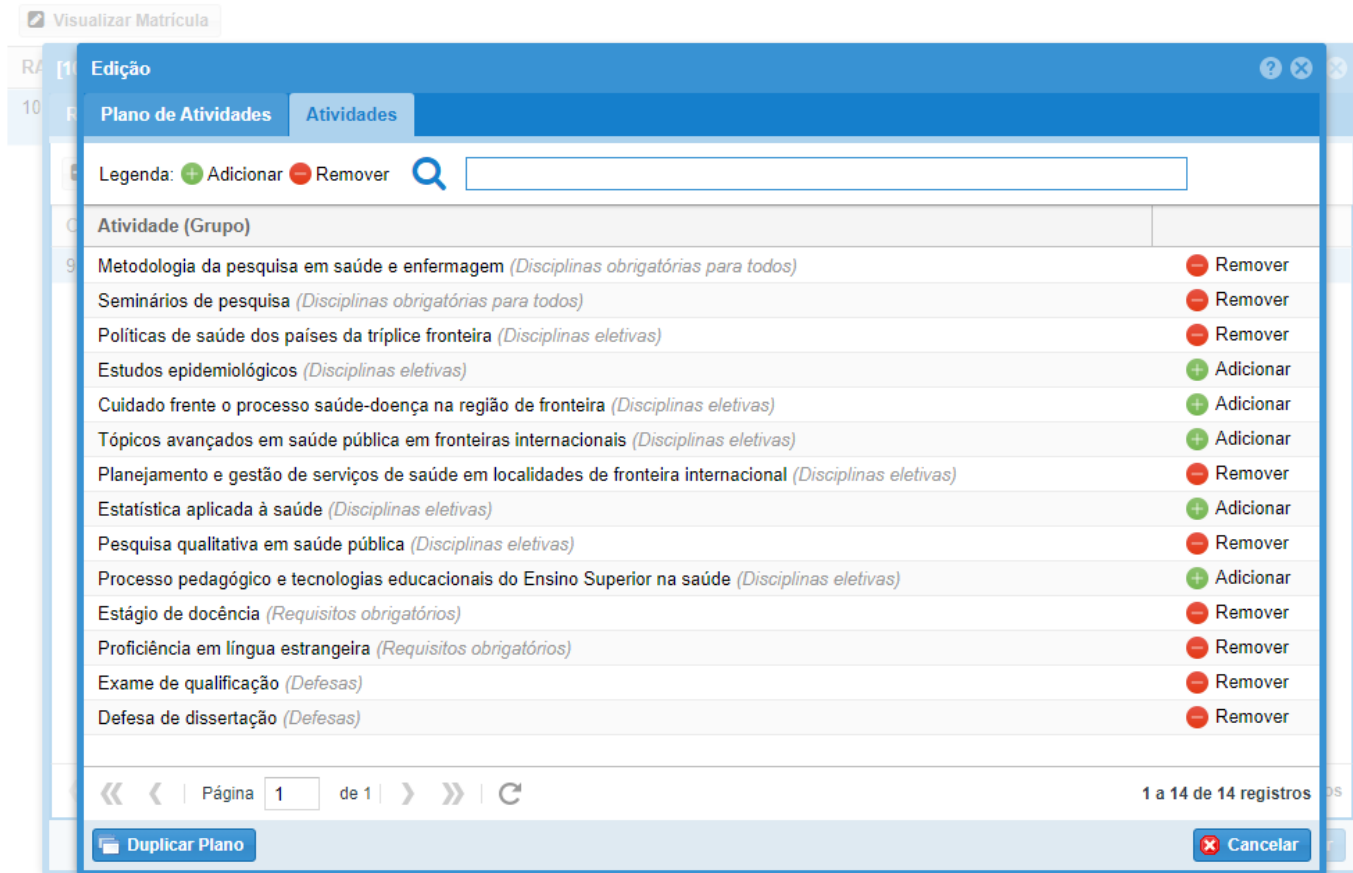 Visualizar Matrícula
RA [10 Edição
10 R Plano de Atividades Atividades
Legenda: Adicionar Remover
C Atividade (Grupo)
9 Metodologia da pesquisa em saúde e enfermagem (Disciplinas obrigatórias para todos) Remover
Seminários de pesquisa (Disciplinas obrigatórias para todos) Remover
Políticas de saúde dos países da tríplice fronteira (Disciplinas eletivas) Remover
Estudos epidemiológicos (Disciplinas eletivas) Adicionar
Cuidado frente o processo saúde-doença na região de fronteira (Disciplinas eletivas) Adicionar
Tópicos avançados em saúde pública em fronteiras internacionais (Disciplinas eletivas) Adicionar
Planejamento e gestão de serviços de saúde em localidades de fronteira internacional (Disciplinas eletivas) Remover
Estatística aplicada à saúde (Disciplinas eletivas) Adicionar
Pesquisa qualitativa em saúde pública (Disciplinas eletivas) Remover
Processo pedagógico e tecnologias educacionais do Ensino Superior na saúde (Disciplinas eletivas) Adicionar
Estágio de docência (Requisitos obrigatórios) Remover
Proficiência em língua estrangeira (Requisitos obrigatórios) Remover
Exame de qualificação (Defesas) Remover
Defesa de dissertação (Defesas) Remover
Página 1 de 1 1 a 14 de 14 registros os
Duplicar Plano Cancelar r